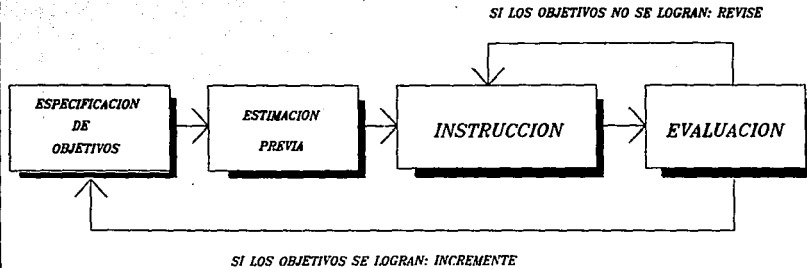 SI LOS OBJETIVOS NO SE LOGRAN: REVISE
ESPECIFICACION
DE
OBJETIVOS
ESTIMACION
PREVIA
INSTRUCCION
EVALUACION
SI LOS OBJETIVOS SE LOGRAN: INCREMENTE